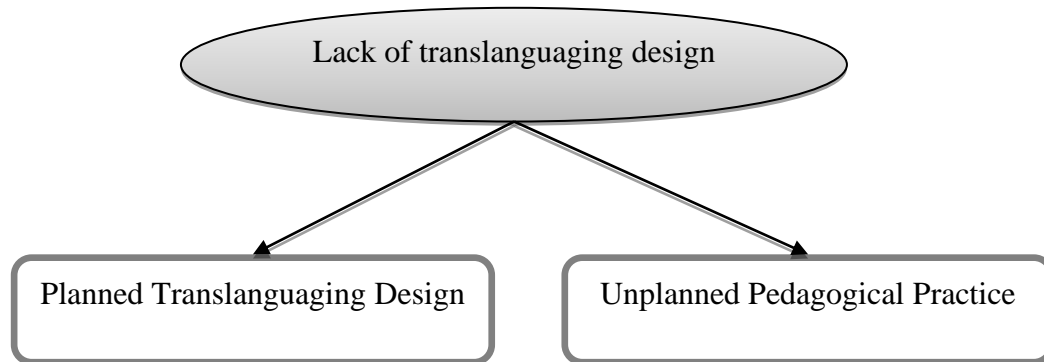 Lack of translanguaging design
Planned Translanguaging Design
Unplanned Pedagogical Practice